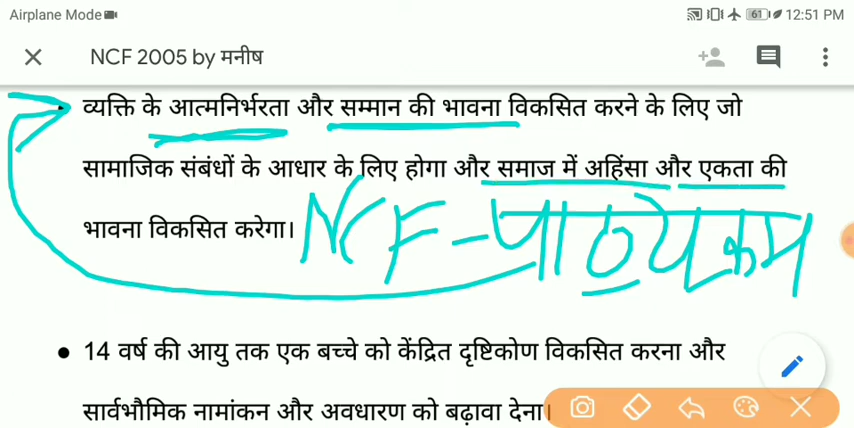 Airplane Mode 61 12:51 PM
NCF 2005 by मनीष
व्यक्ति के आत्मनिर्भरता और सम्मान की भावना विकसित करने के लिए जो
सामाजिक संबंधों के आधार के लिए होगा और समाज में अहिंसा और एकता की
भावना विकसित करेगा।
NCF - पाठ्येकम
● 14 वर्ष की आयु तक एक बच्चे को केंद्रित दृष्टिकोण विकसित करना और
सार्वभौमिक नामांकन और अवधारण को बढ़ावा देना।